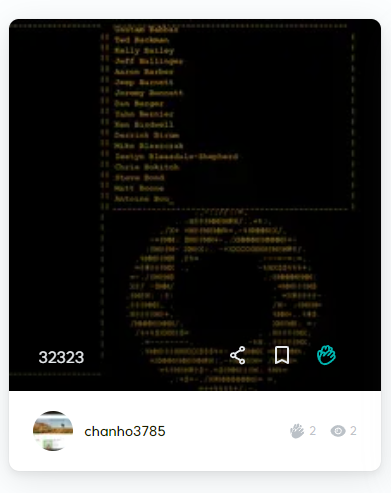 Gautam Babbar
Ted Backman
Kelly Bailey
Jeff Ballinger
Aaron Barber
Jeep Barnett
Jeremy Bennett
Dan Berger
Yahn Bernier
Ken Birdwell
Derrick Birum
Mike Blaszczak
Iestyn Bleasdale-Shepherd
Chris Bokitch
Steve Bond
Matt Boone
Antoine Bou_
32323
chanho3785
2
2